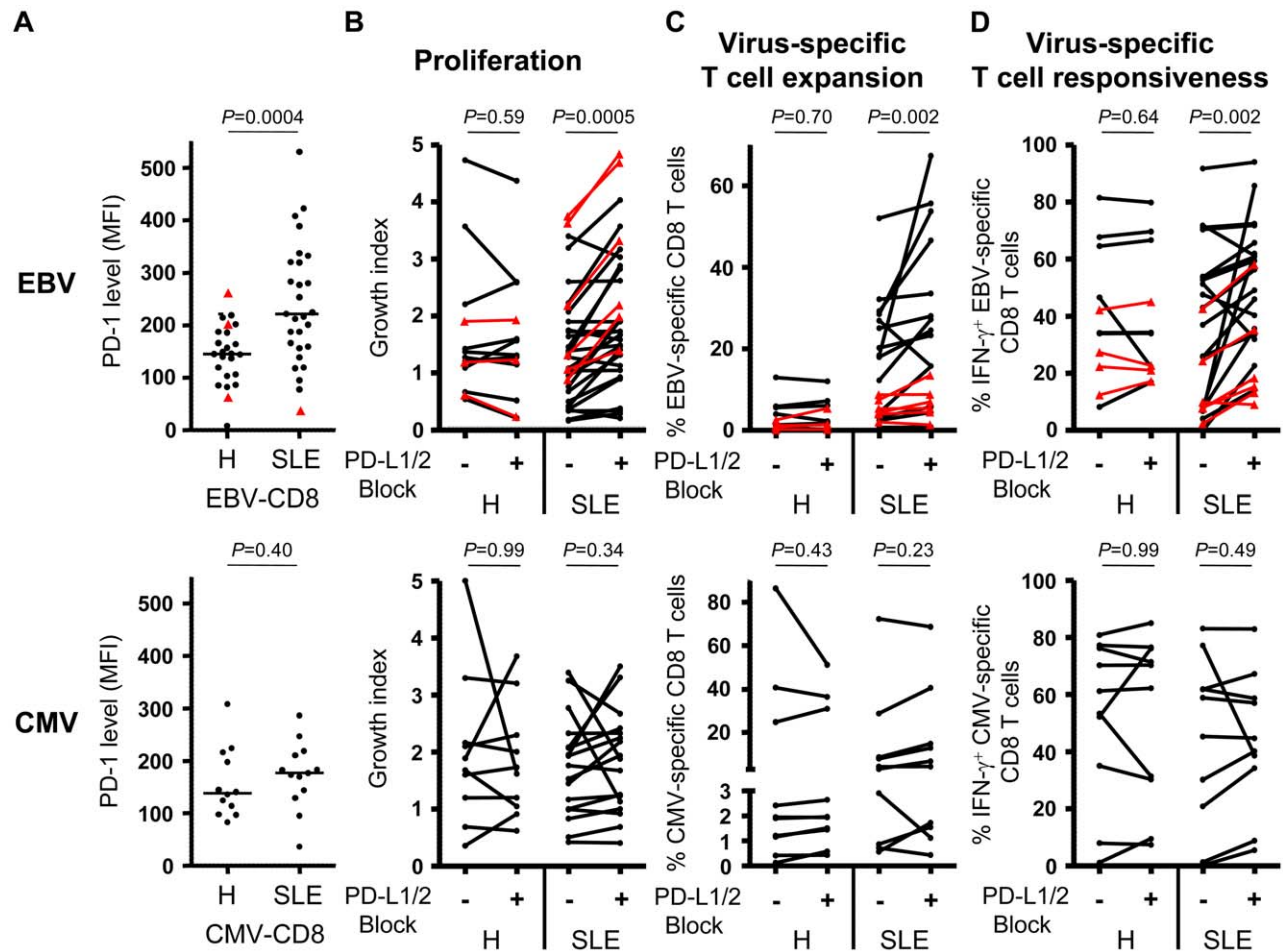 A
B
C
D
Proliferation
Virus-specific
T cell expansion
Virus-specific
T cell responsiveness
EBV
P=0.0004
PD-1 level (MFI)
500
400
300
200
100
0
H SLE
EBV-CD8
P=0.59 P=0.0005
Growth index
5
4
3
2
1
0
PD-L1/2
Block
- + - +
H SLE
P=0.70 P=0.002
% EBV-specific CD8 T cells
60
40
20
0
PD-L1/2
Block
- + - +
H SLE
P=0.64 P=0.002
% IFN-γ+ EBV-specific
CD8 T cells
100
80
60
40
20
0
PD-L1/2
Block
- + - +
H SLE
CMV
P=0.40
PD-1 level (MFI)
500
400
300
200
100
0
H SLE
CMV-CD8
P=0.99 P=0.34
Growth index
5
4
3
2
1
0
PD-L1/2
Block
- + - +
H SLE
P=0.43 P=0.23
% CMV-specific CD8 T cells
80
60
40
20
3
2
1
0
PD-L1/2
Block
- + - +
H SLE
P=0.99 P=0.49
% IFN-γ+ CMV-specific
CD8 T cells
100
80
60
40
20
0
PD-L1/2
Block
- + - +
H SLE